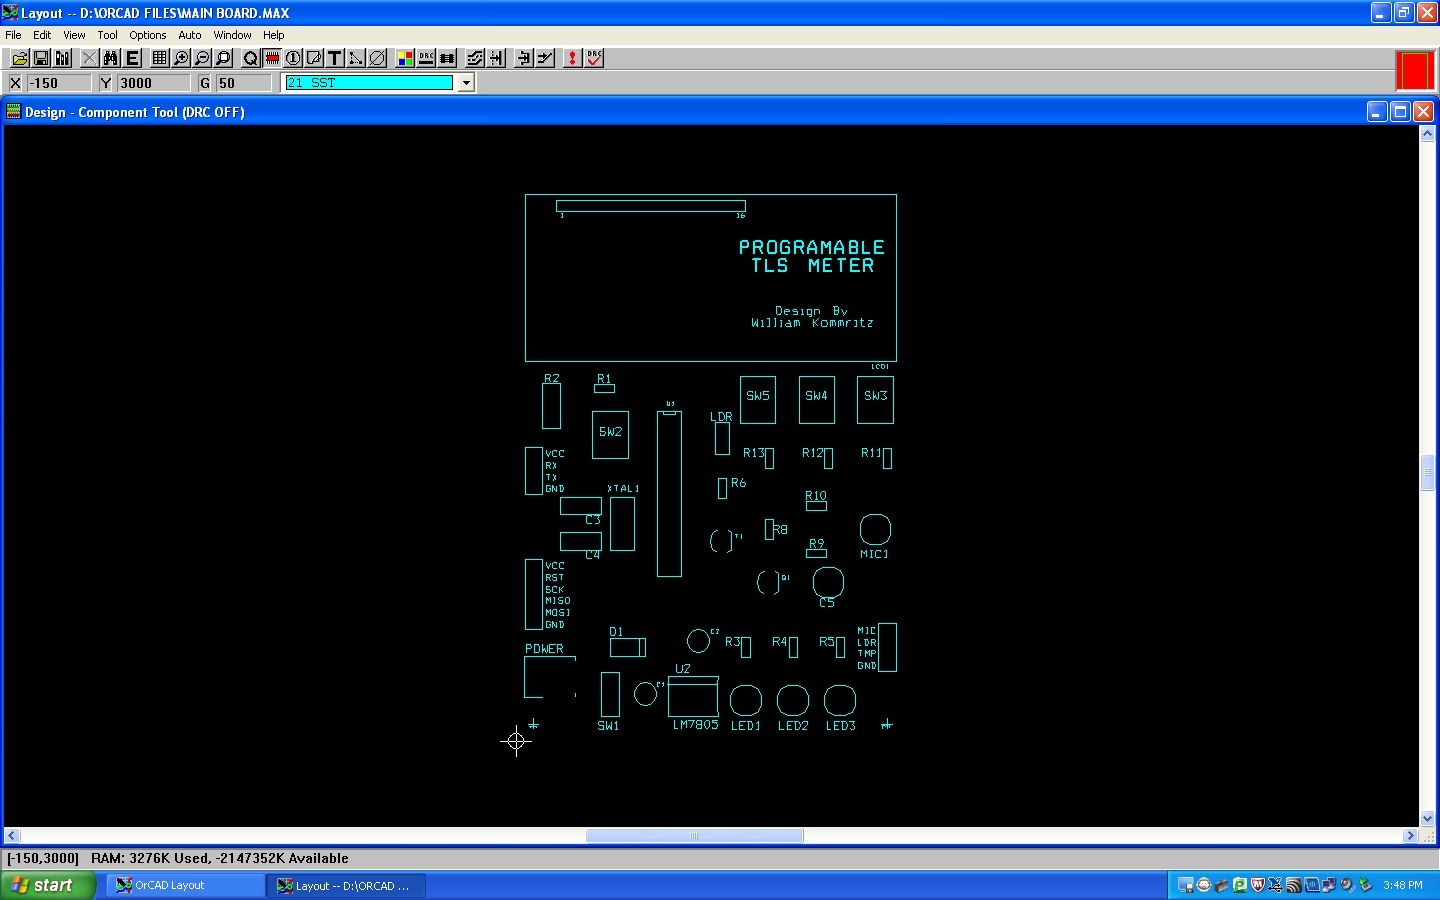 Layout -- D:\ORCAD FILES\MAIN BOARD.MAX
File Edit View Tool Options Auto Window Help
X -150 Y 3000 G 50 21 SST
Design - Component Tool (DRC OFF)
1 16
PROGRAMABLE
TLS METER
Design By
William Kommritz
LCD1
R2 R1
SW5 SW4 SW3
LDR
SW2
VCC R13 R12 R11
RX
TX
GND XTAL1 R6
R10
C3
R8
T1
R9
C4 MIC1
VCC
RST
SCK
MISO C5
MOSI
GND
D1 MIC
R3 R4 R5 LDR
POWER TMP
GND
U2
SW1 LM7805 LED1 LED2 LED3
[-150,3000] RAM: 3276K Used, -2147352K Available
start OrCAD Layout Layout -- D:\ORCAD ... 3:48 PM